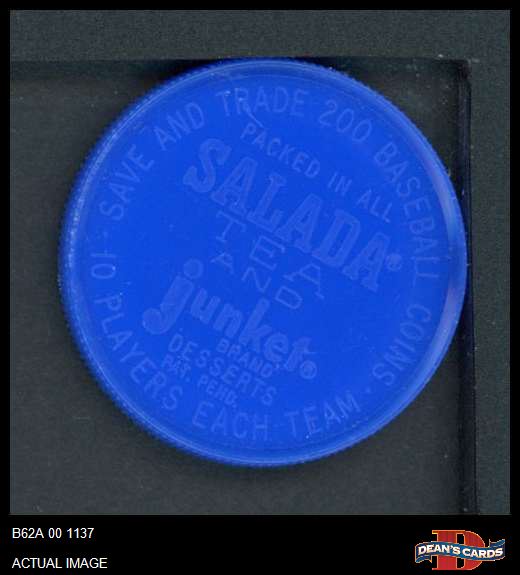 · SAVE AND TRADE 200 BASEBALL COINS ·
10 PLAYERS EACH TEAM
PACKED IN ALL
SALADA®
TEA
AND
junket®
BRAND
DESSERTS
PAT. PEND.
B62A 00 1137
ACTUAL IMAGE
D
DEAN'S CARDS